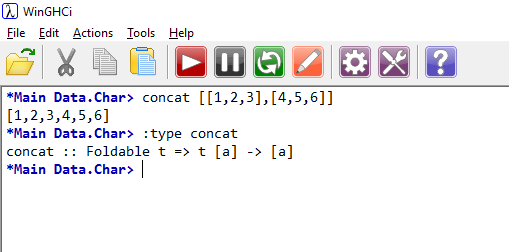 λ WinGHCi
File Edit Actions Tools Help
?
*Main Data.Char> concat [[1,2,3],[4,5,6]]
[1,2,3,4,5,6]
*Main Data.Char> :type concat
concat :: Foldable t => t [a] -> [a]
*Main Data.Char>